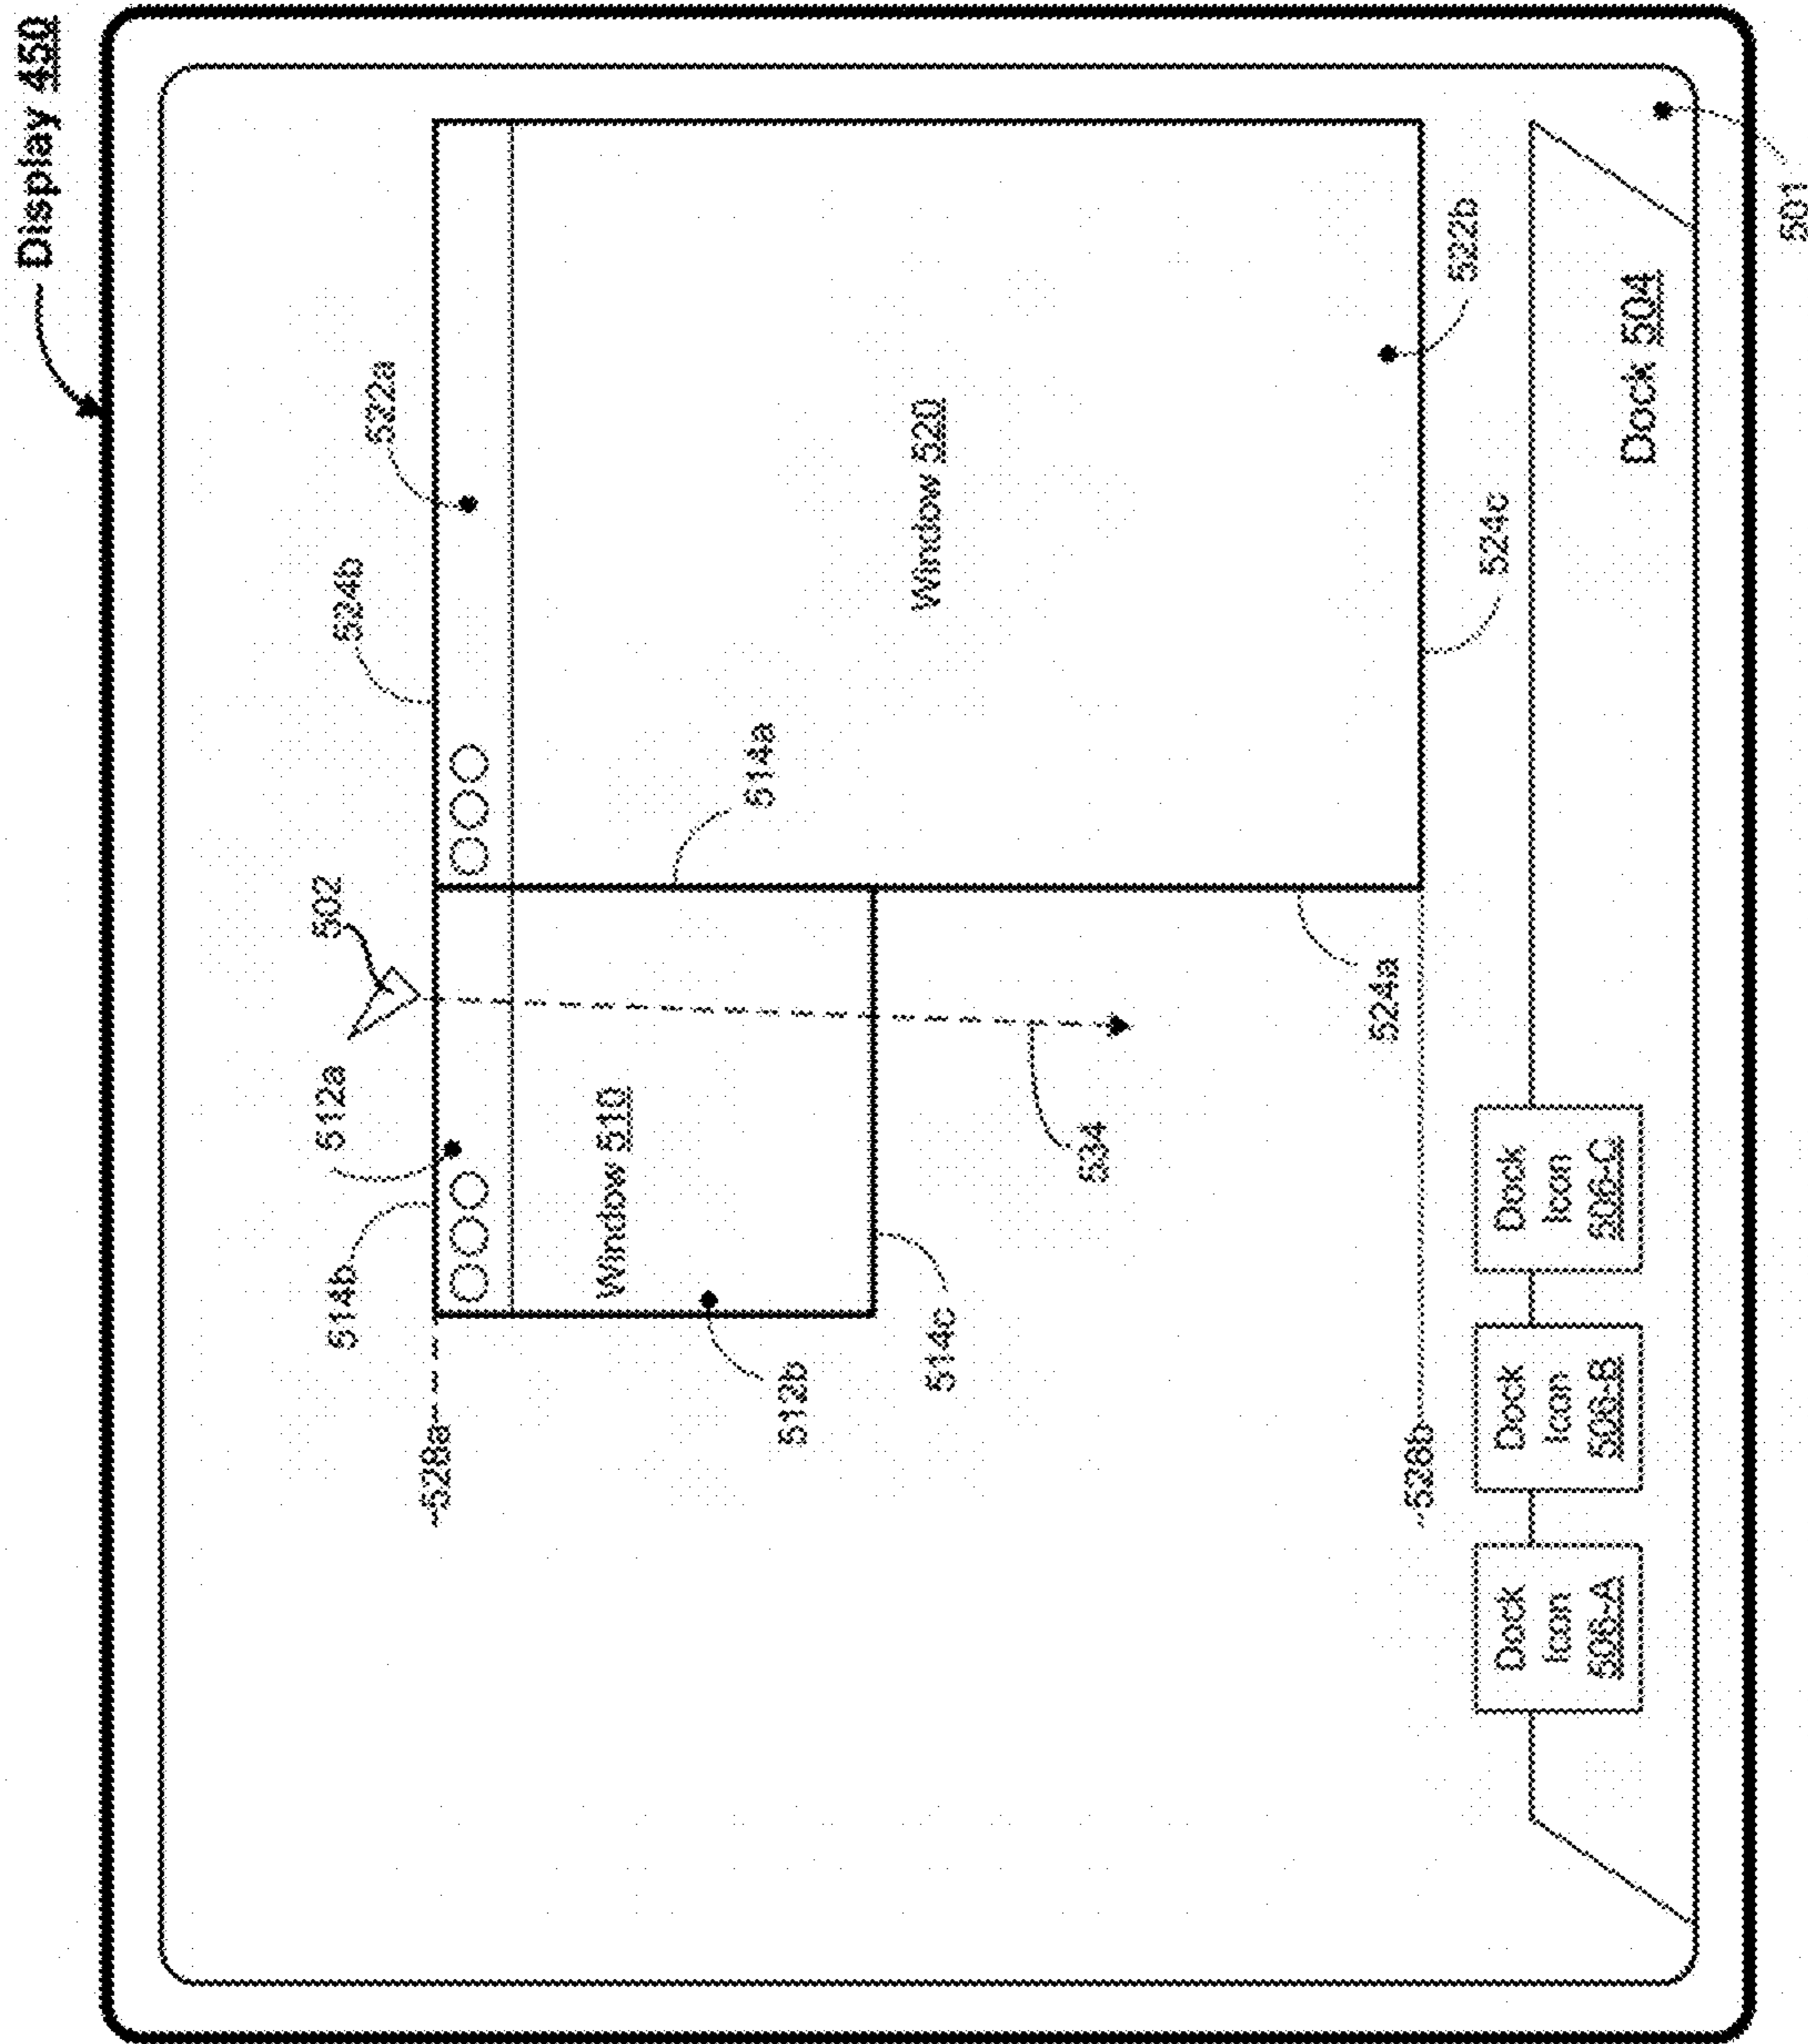 Display 450
502
512a
514b
524b
522a
528a
Window 510
514a
512b
514c
Window 520
534
524a
528b
522b
524c
Dock
Icon
506-A
Dock
Icon
506-B
Dock
Icon
506-C
Dock 504
501